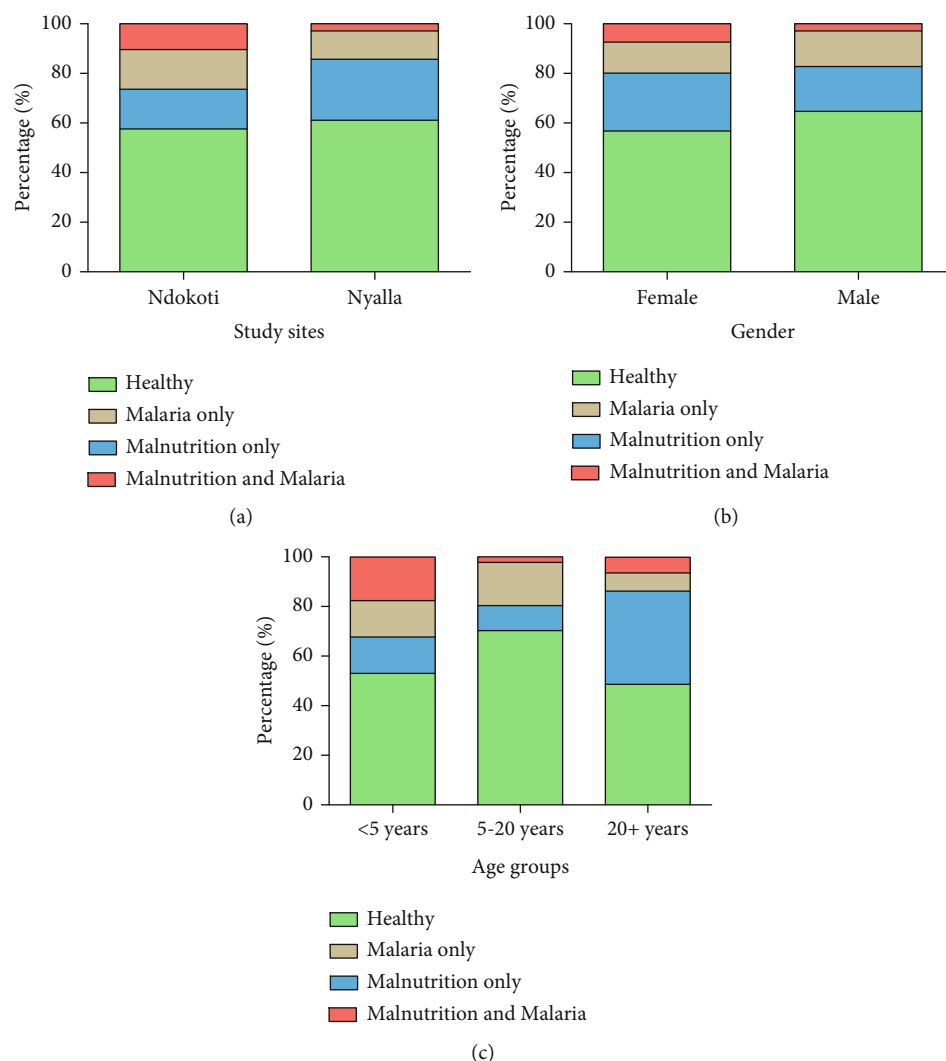 100
80
60
40
20
0
Percentage (%)
Ndokoti Nyalla
Study sites
Healthy
Malaria only
Malnutrition only
Malnutrition and Malaria
(a)
100
80
60
40
20
0
Percentage (%)
Female Male
Gender
Healthy
Malaria only
Malnutrition only
Malnutrition and Malaria
(b)
100
80
60
40
20
0
Percentage (%)
<5 years 5-20 years 20+ years
Age groups
Healthy
Malaria only
Malnutrition only
Malnutrition and Malaria
(c)